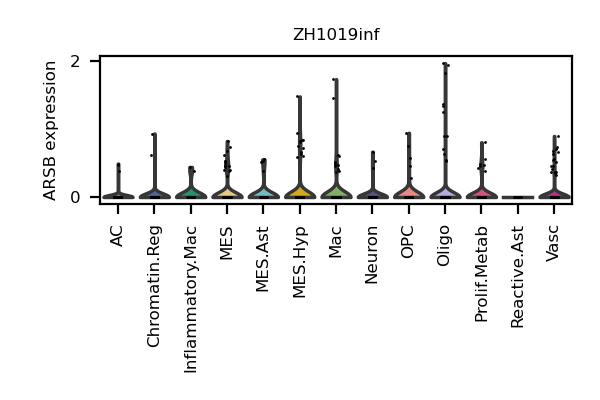 ZH1019inf
ARSB expression
2
0
AC
Chromatin.Reg
Inflammatory.Mac
MES
MES.Ast
MES.Hyp
Mac
Neuron
OPC
Oligo
Prolif.Metab
Reactive.Ast
Vasc